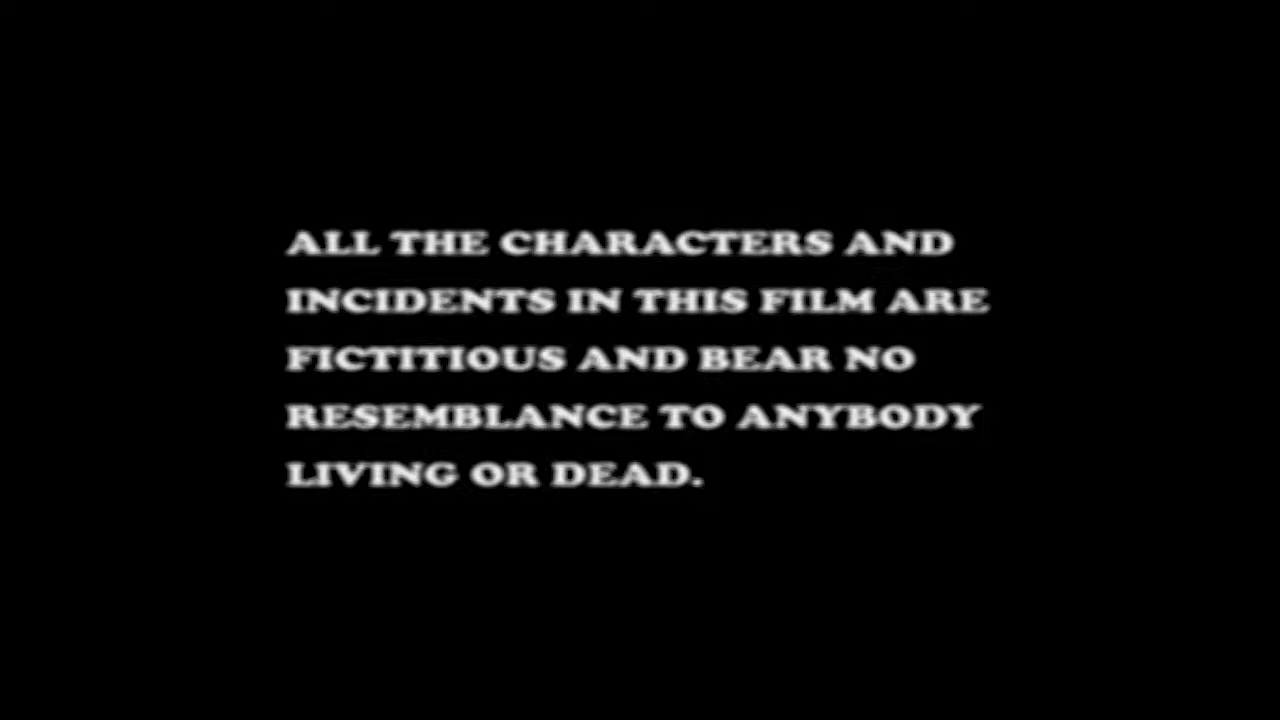 ALL THE CHARACTERS AND
INCIDENTS IN THIS FILM ARE
FICTITIOUS AND BEAR NO
RESEMBLANCE TO ANYBODY
LIVING OR DEAD.